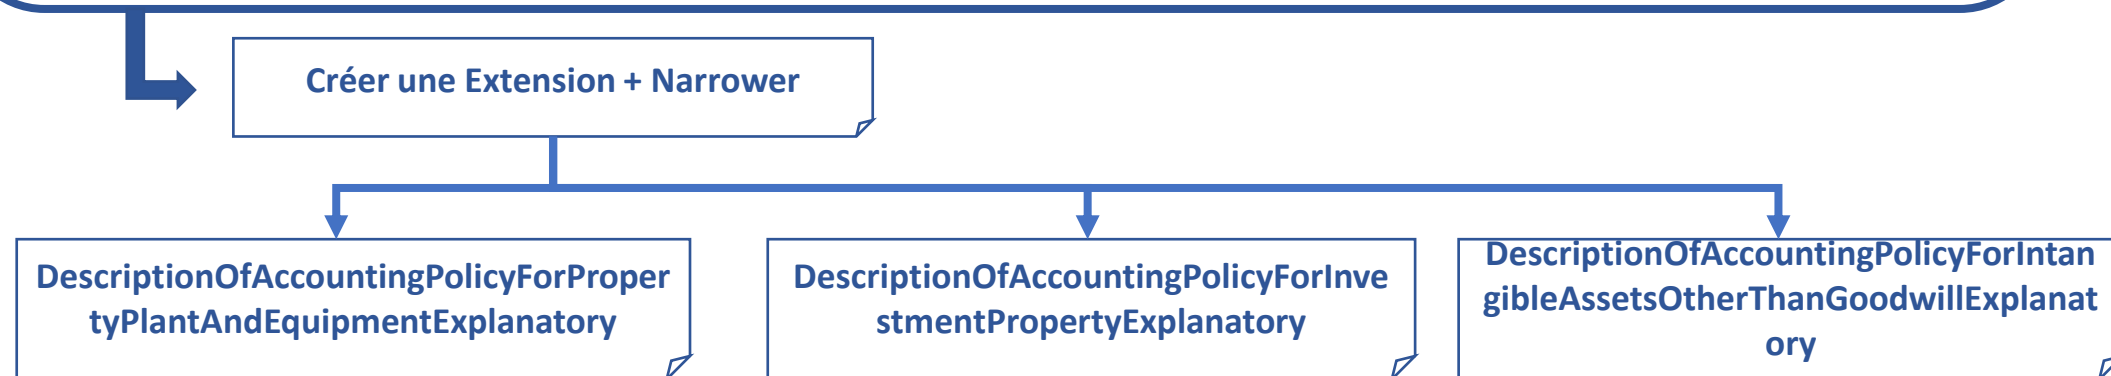 Créer une Extension + Narrower
DescriptionOfAccountingPolicyForProper
tyPlantAndEquipmentExplanatory
DescriptionOfAccountingPolicyForInve
stmentPropertyExplanatory
DescriptionOfAccountingPolicyForIntan
gibleAssetsOtherThanGoodwillExplanat
ory